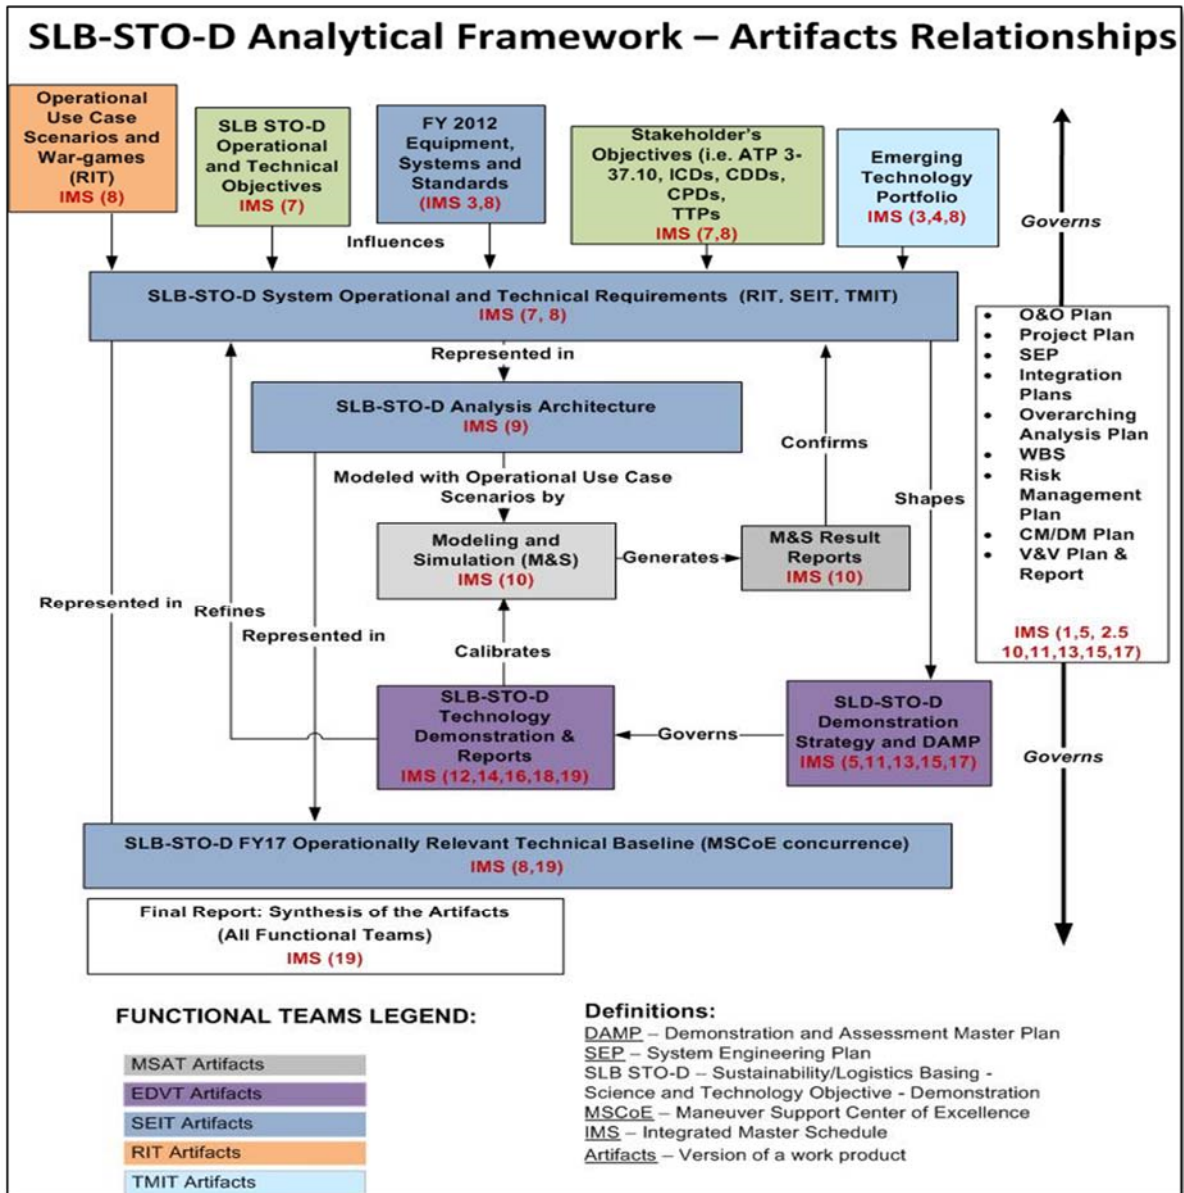 SLB-STO-D Analytical Framework – Artifacts Relationships
Operational
Use Case
Scenarios and
War-games
(RIT)
IMS (8)
SLB STO-D
Operational
and Technical
Objectives
IMS (7)
FY 2012
Equipment,
Systems and
Standards
(IMS 3,8)
Stakeholder's
Objectives (i.e. ATP 3-
37.10, ICDs, CDDs,
CPDs,
TTPs
IMS (7,8)
Emerging
Technology
Portfolio
IMS (3,4,8)
Governs
Influences
SLB-STO-D System Operational and Technical Requirements (RIT, SEIT, TMIT)
IMS (7, 8)
Represented in
SLB-STO-D Analysis Architecture
IMS (9)
Confirms
Modeled with Operational Use Case
Scenarios by
Shapes
Modeling and
Simulation (M&S)
IMS (10)
Generates
M&S Result
Reports
IMS (10)
• O&O Plan
• Project Plan
• SEP
• Integration
Plans
• Overarching
Analysis Plan
• WBS
• Risk
Management
Plan
• CM/DM Plan
• V&V Plan &
Report
IMS (1,5, 2.5
10,11,13,15,17)
Represented in
Refines
Represented in
Calibrates
SLB-STO-D
Technology
Demonstration &
Reports
IMS (12,14,16,18,19)
Governs
SLD-STO-D
Demonstration
Strategy and DAMP
IMS (5,11,13,15,17)
Governs
SLB-STO-D FY17 Operationally Relevant Technical Baseline (MSCoE concurrence)
IMS (8,19)
Final Report: Synthesis of the Artifacts
(All Functional Teams)
IMS (19)
FUNCTIONAL TEAMS LEGEND:
MSAT Artifacts
EDVT Artifacts
SEIT Artifacts
RIT Artifacts
TMIT Artifacts
Definitions:
DAMP – Demonstration and Assessment Master Plan
SEP – System Engineering Plan
SLB STO-D – Sustainability/Logistics Basing -
Science and Technology Objective - Demonstration
MSCoE – Maneuver Support Center of Excellence
IMS – Integrated Master Schedule
Artifacts – Version of a work product